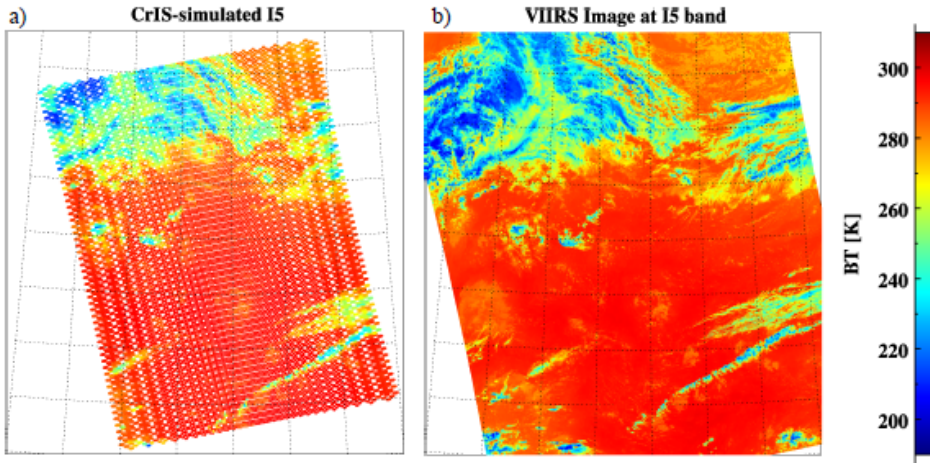 a) CrIS-simulated I5
b) VIIRS Image at I5 band
300
280
260
240
220
200
BT [K]